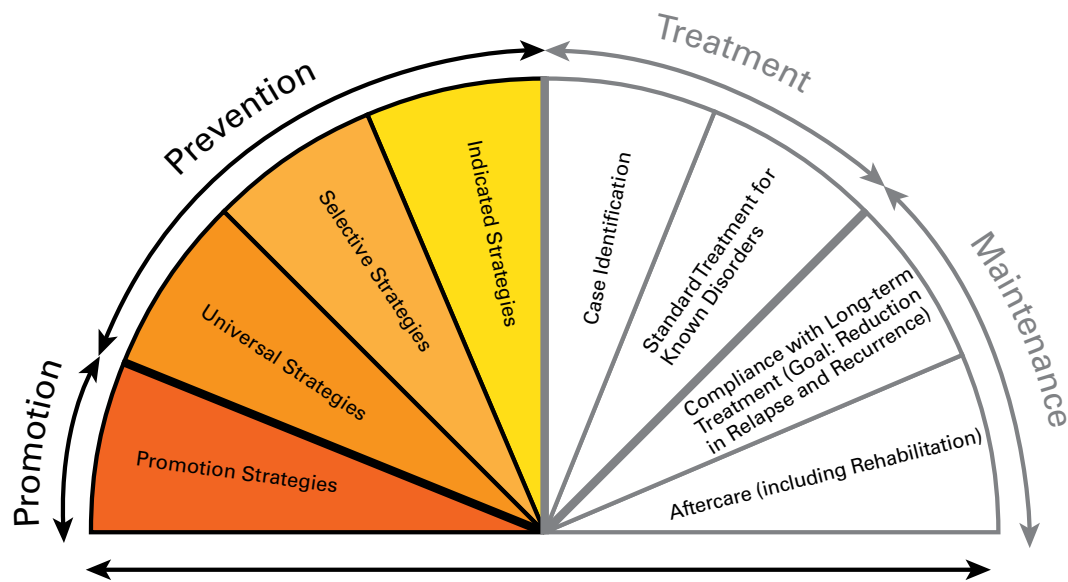 Promotion
Prevention
Treatment
Maintenance
Promotion Strategies
Universal Strategies
Selective Strategies
Indicated Strategies
Case Identification
Standard Treatment for
Known Disorders
Compliance with Long-term
Treatment (Goal: Reduction
in Relapse and Recurrence)
Aftercare (including Rehabilitation)